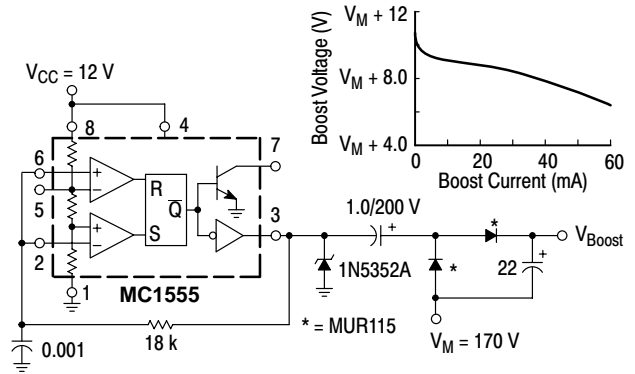 V_M + 12
V_M + 8.0
V_M + 4.0
Boost Voltage (V)
0 20 40 60
Boost Current (mA)
V_CC = 12 V
8
4
6
7
5
R
Q̅
S
3
2
1
MC1555
1.0/200 V
+
*
V_Boost
1N5352A
*
22
+
* = MUR115
V_M = 170 V
0.001
18 k
+
−
+
−